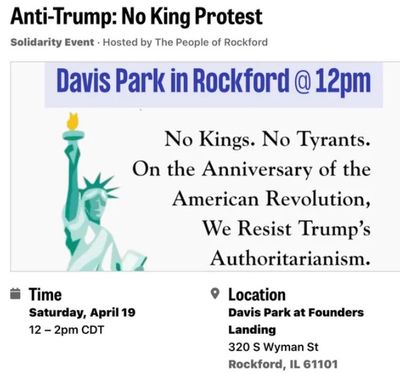 Anti-Trump: No King Protest
Solidarity Event · Hosted by The People of Rockford
Davis Park in Rockford @ 12pm
No Kings. No Tyrants.
On the Anniversary of the
American Revolution,
We Resist Trump's
Authoritarianism.
Time
Saturday, April 19
12 – 2pm CDT
Location
Davis Park at Founders
Landing
320 S Wyman St
Rockford, IL 61101